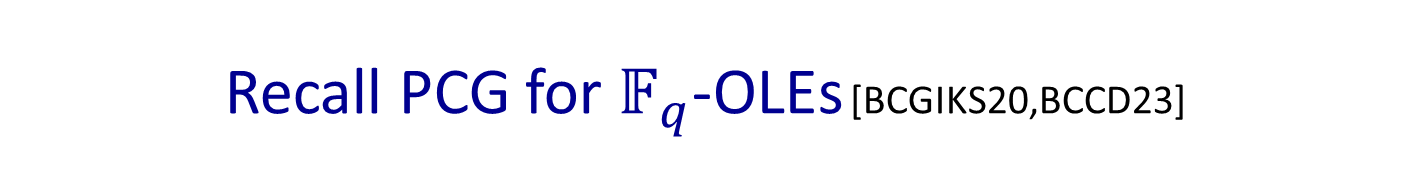 Recall PCG for 𝔽_q-OLEs [BCGIKS20,BCCD23]